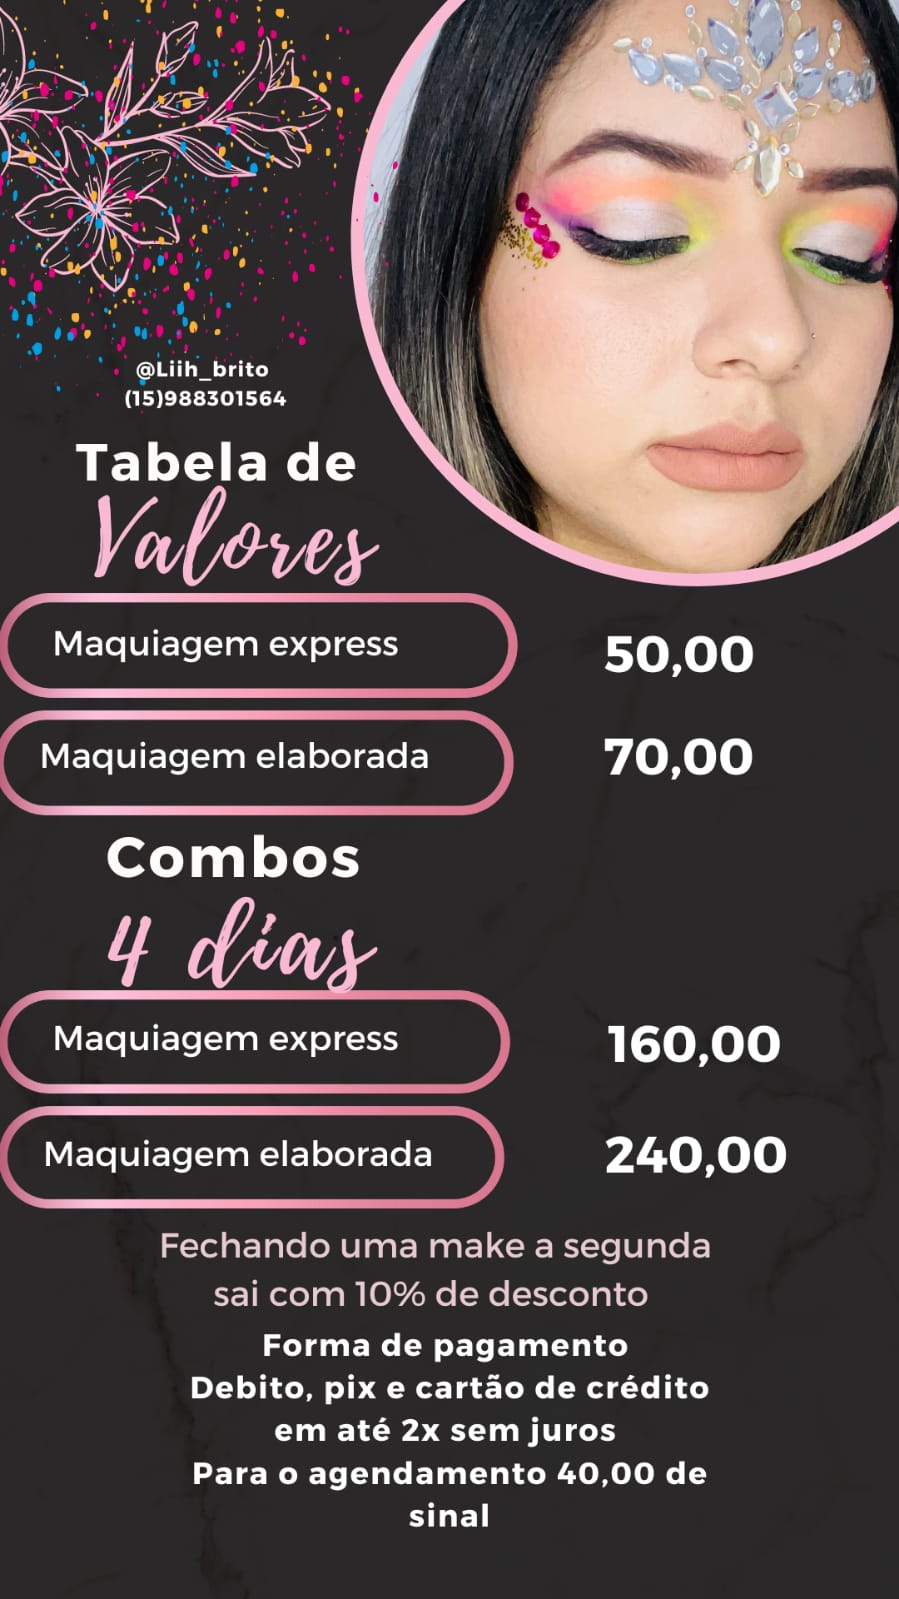 @Liih_brito
(15)988301564
Tabela de
Valores
Maquiagem express
50,00
Maquiagem elaborada
70,00
Combos
4 dias
Maquiagem express
160,00
Maquiagem elaborada
240,00
Fechando uma make a segunda
sai com 10% de desconto
Forma de pagamento
Debito, pix e cartão de crédito
em até 2x sem juros
Para o agendamento 40,00 de
sinal